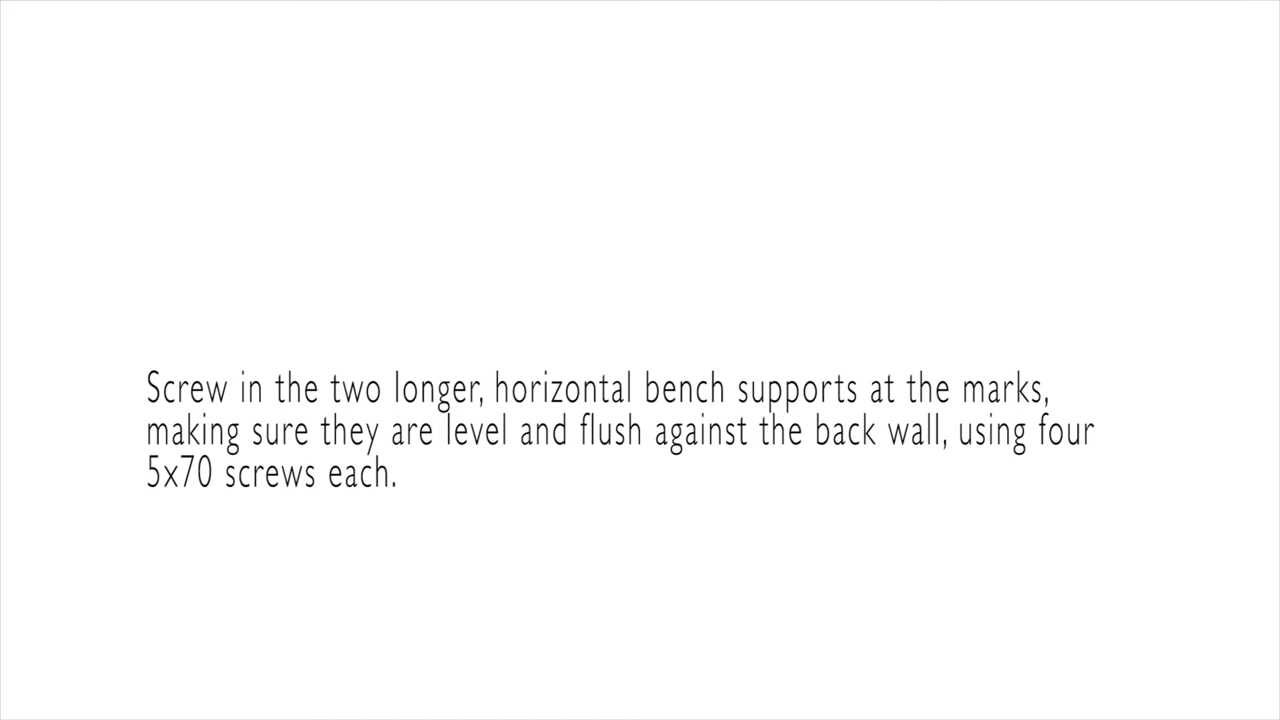 Screw in the two longer, horizontal bench supports at the marks,
making sure they are level and flush against the back wall, using four
5x70 screws each.